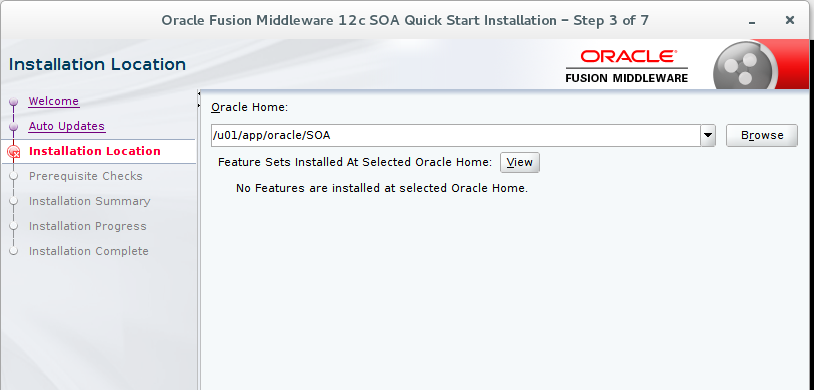 Oracle Fusion Middleware 12c SOA Quick Start Installation – Step 3 of 7
Installation Location
ORACLE
FUSION MIDDLEWARE
Welcome
Auto Updates
Installation Location
Prerequisite Checks
Installation Summary
Installation Progress
Installation Complete
Oracle Home:
/u01/app/oracle/SOA
Browse
Feature Sets Installed At Selected Oracle Home: View
No Features are installed at selected Oracle Home.